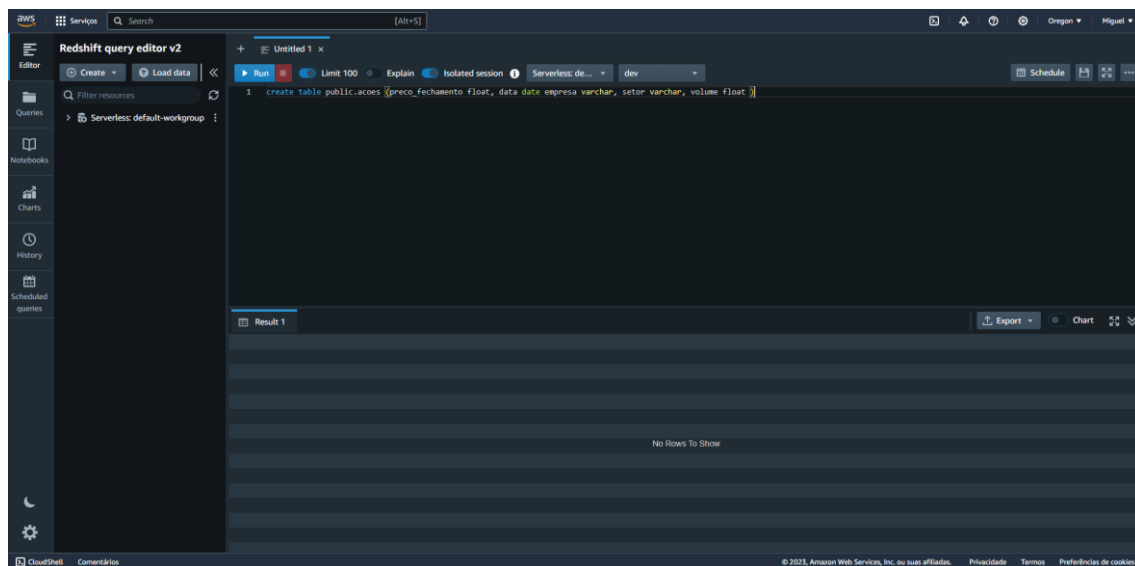 aws Serviços Search [Alt+S] Oregon Miguel
Editor
Queries
Notebooks
Charts
History
Scheduled
queries
Redshift query editor v2
Create Load data
Filter resources
Serverless: default-workgroup
+ Untitled 1 ×
Run Limit 100 Explain Isolated session Serverless: de... dev Schedule
1 create table public.acoes (preco_fechamento float, data date empresa varchar, setor varchar, volume float )
Result 1 Export Chart
No Rows To Show
CloudShell Comentários © 2023, Amazon Web Services, Inc. ou suas afiliadas. Privacidade Termos Preferências de cookies